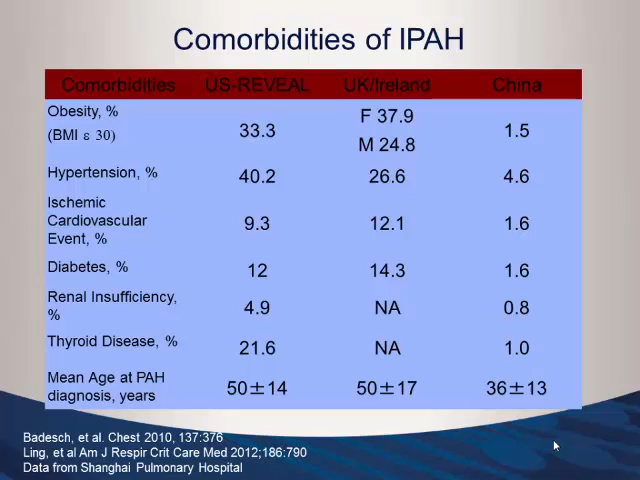 Comorbidities of IPAH
Comorbidities US-REVEAL UK/Ireland China
Obesity, %
(BMI ε 30)
33.3
F 37.9
M 24.8
1.5
Hypertension, % 40.2 26.6 4.6
Ischemic
Cardiovascular
Event, %
9.3 12.1 1.6
Diabetes, % 12 14.3 1.6
Renal Insufficiency,
%
4.9 NA 0.8
Thyroid Disease, % 21.6 NA 1.0
Mean Age at PAH
diagnosis, years
50±14 50±17 36±13
Badesch, et al. Chest 2010, 137:376
Ling, et al Am J Respir Crit Care Med 2012;186:790
Data from Shanghai Pulmonary Hospital